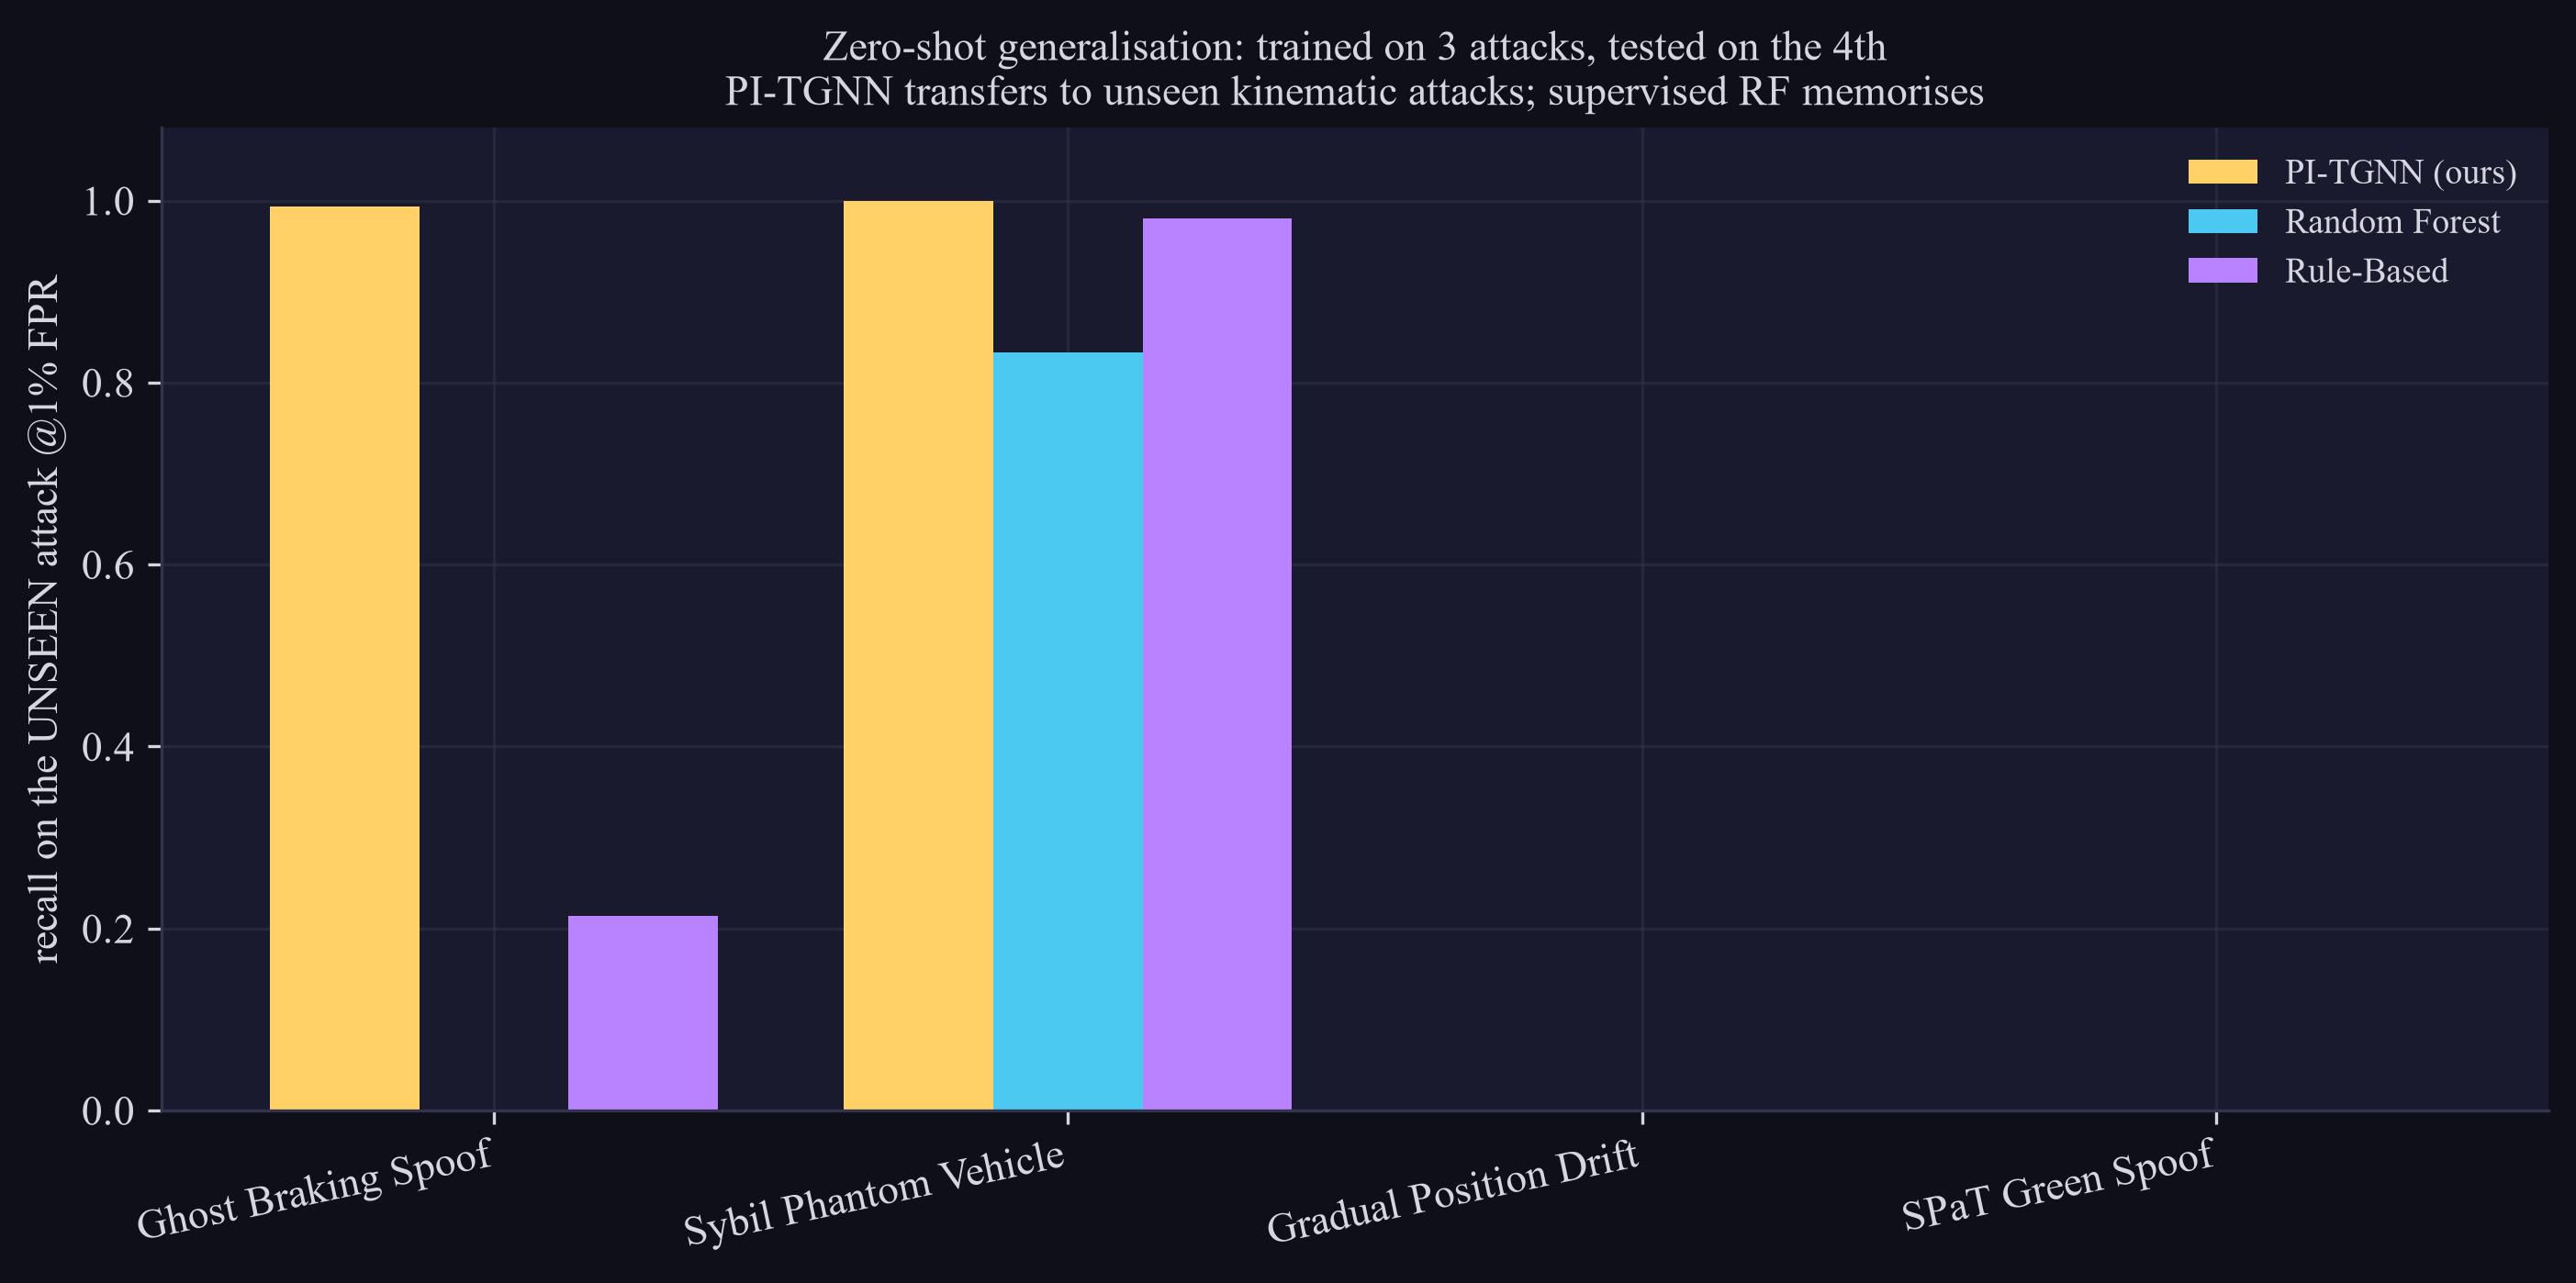 Zero-shot generalisation: trained on 3 attacks, tested on the 4th
PI-TGNN transfers to unseen kinematic attacks; supervised RF memorises
PI-TGNN (ours)
Random Forest
Rule-Based
recall on the UNSEEN attack @1% FPR
1.0
0.8
0.6
0.4
0.2
0.0
Ghost Braking Spoof
Sybil Phantom Vehicle
Gradual Position Drift
SPaT Green Spoof